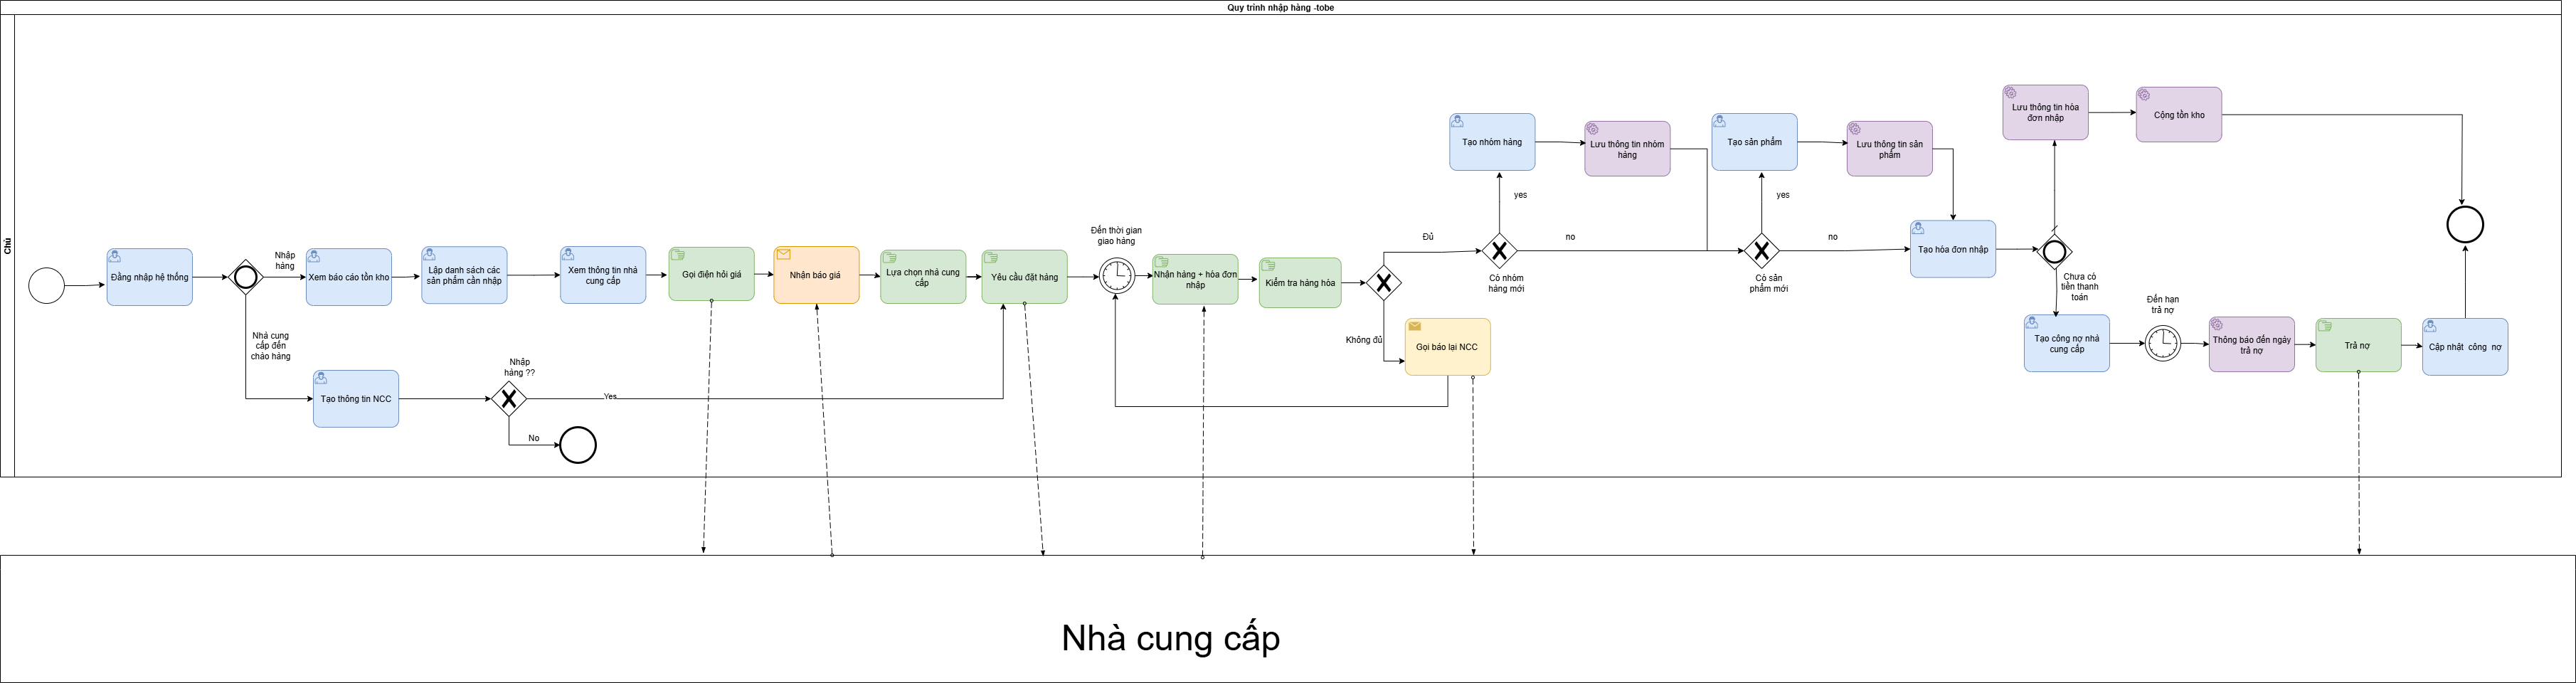 Quy trình nhập hàng -tobe
Chủ
Đằng nhập hệ thống
Nhập
hàng
Xem báo cáo tồn kho
Lập danh sách các
sản phẩm cần nhập
Xem thông tin nhà
cung cấp
Gọi điện hỏi giá
Nhận báo giá
Lựa chọn nhà cung
cấp
Yêu cầu đặt hàng
Đến thời gian
giao hàng
Nhận hàng + hóa đơn
nhập
Kiểm tra hàng hóa
Đủ
Không đủ
Gọi báo lại NCC
Nhà cung
cấp đến
chào hàng
Tạo thông tin NCC
Nhập
hàng ??
Yes
No
Tạo nhóm hàng
Lưu thông tin nhóm
hàng
yes
no
Có nhóm
hàng mới
Tạo sản phẩm
Lưu thông tin sản
phẩm
yes
no
Có sản
phẩm mới
Tạo hóa đơn nhập
Lưu thông tin hóa
đơn nhập
Cộng tồn kho
Chưa có
tiền thanh
toán
Tạo công nợ nhà
cung cấp
Đến hạn
trả nợ
Thông báo đến ngày
trả nợ
Trả nợ
Cập nhật công nợ
Nhà cung cấp